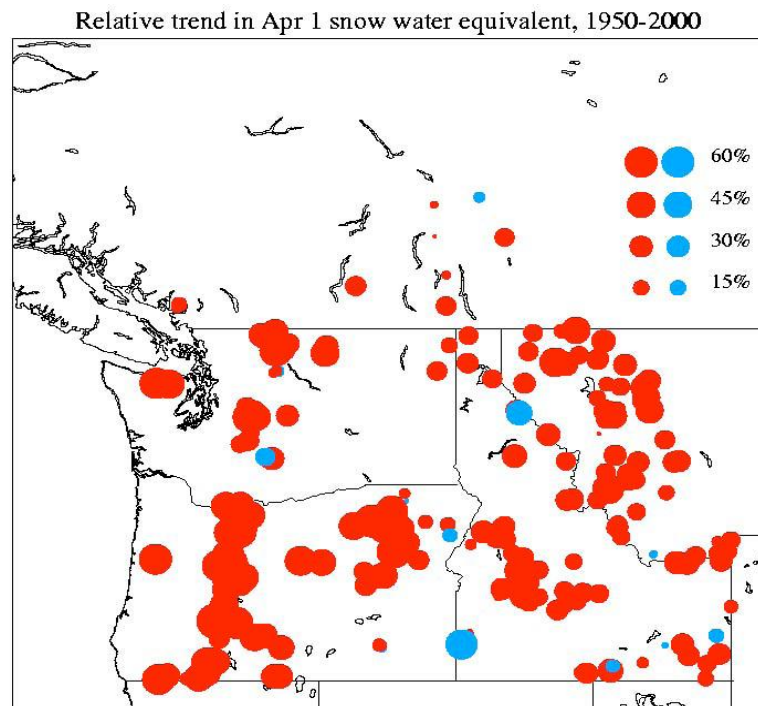 Relative trend in Apr 1 snow water equivalent, 1950-2000
60%
45%
30%
15%